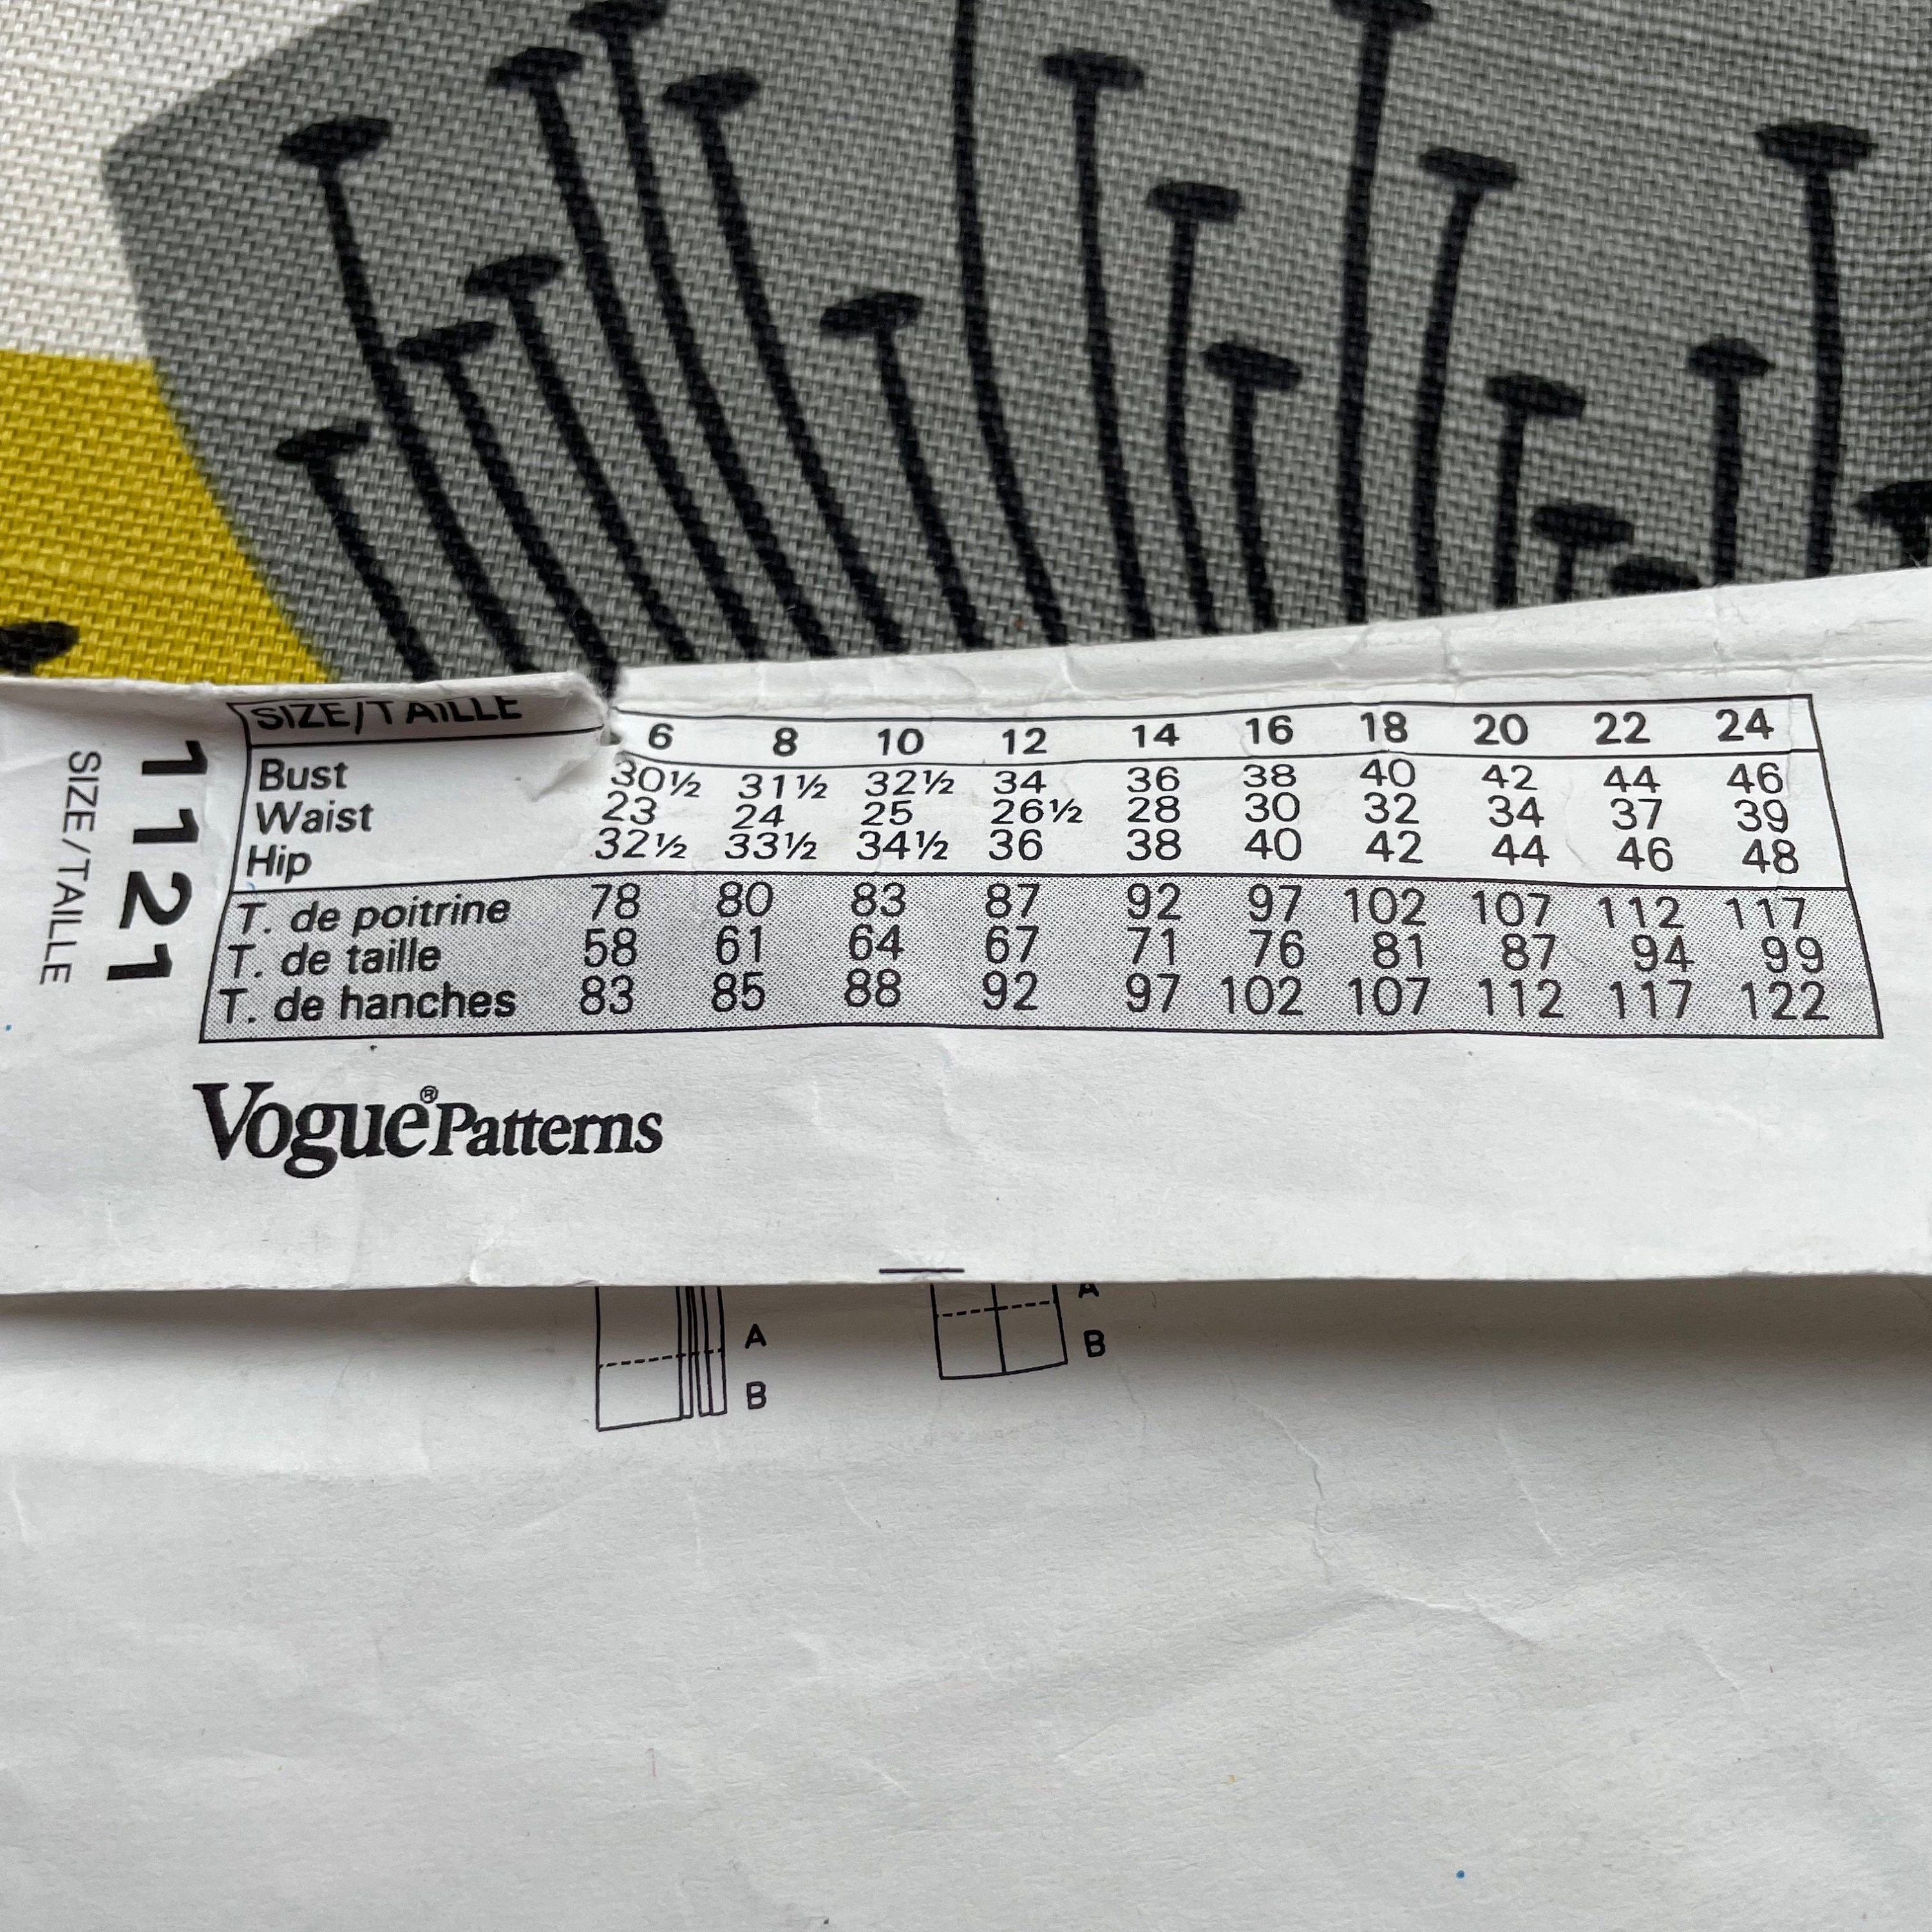 SIZE/TAILLE 6 8 10 12 14 16 18 20 22 24
Bust 30½ 31½ 32½ 34 36 38 40 42 44 46
Waist 23 24 25 26½ 28 30 32 34 37 39
Hip 32½ 33½ 34½ 36 38 40 42 44 46 48
T. de poitrine 78 80 83 87 92 97 102 107 112 117
T. de taille 58 61 64 67 71 76 81 87 94 99
T. de hanches 83 85 88 92 97 102 107 112 117 122
1121
SIZE/TAILLE
Vogue® Patterns
A
B
A
B